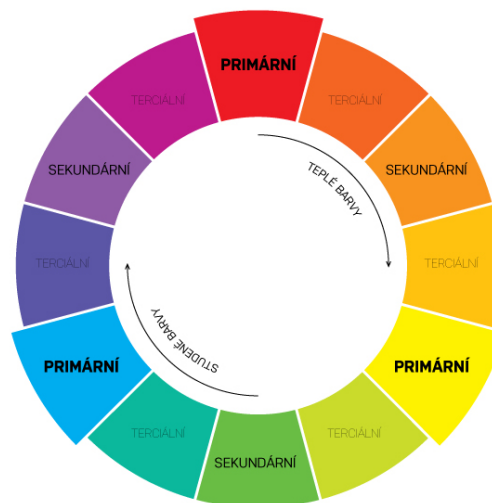 PRIMÁRNÍ
TERCIÁLNÍ
SEKUNDÁRNÍ
TERCIÁLNÍ
PRIMÁRNÍ
TERCIÁLNÍ
SEKUNDÁRNÍ
TERCIÁLNÍ
PRIMÁRNÍ
TERCIÁLNÍ
SEKUNDÁRNÍ
TERCIÁLNÍ
TEPLÉ BARVY
STUDENÉ BARVY